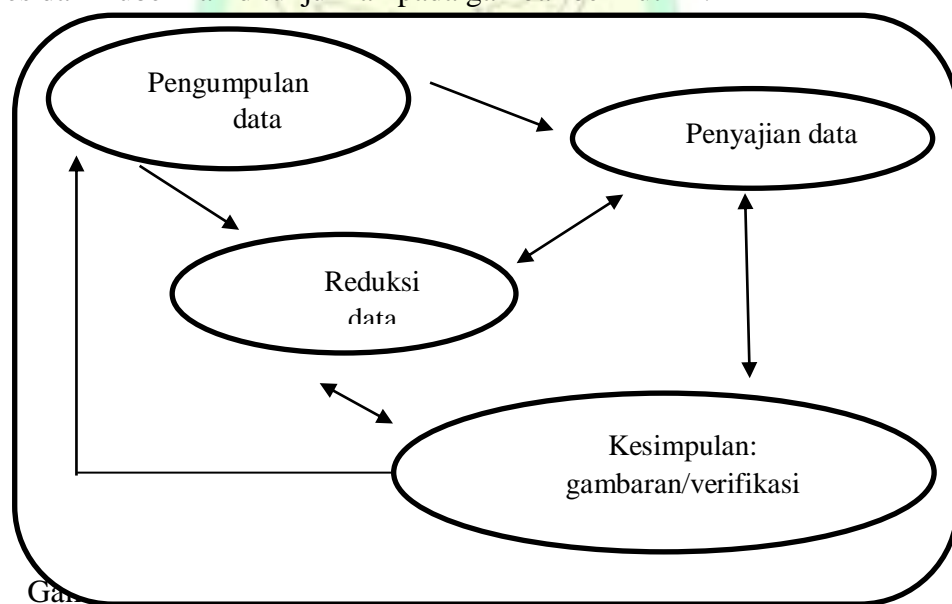 Pengumpulan
data
Penyajian data
Reduksi
data
Kesimpulan:
gambaran/verifikasi